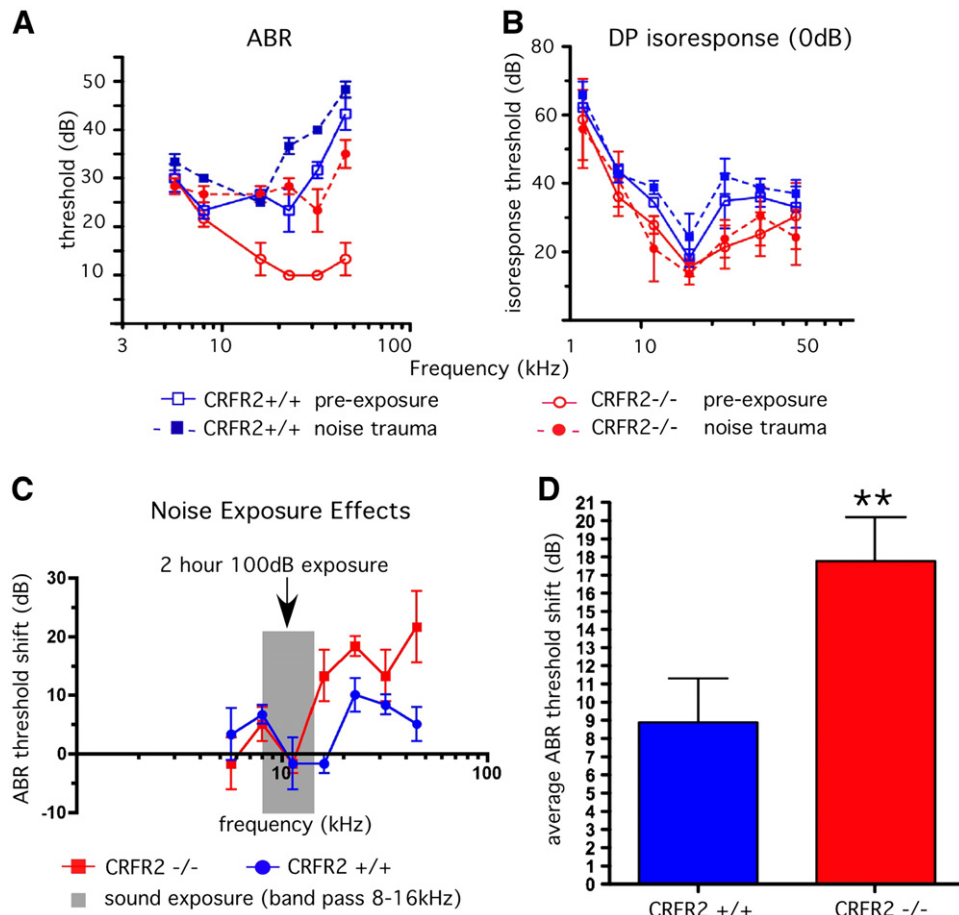 A
ABR
threshold (dB)
50
40
30
20
10
3
10
100
B
DP isoresponse (0dB)
isoresponse threshold (dB)
80
60
40
20
1
10
50
Frequency (kHz)
CRFR2+/+ pre-exposure
CRFR2+/+ noise trauma
CRFR2-/- pre-exposure
CRFR2-/- noise trauma
C
Noise Exposure Effects
2 hour 100dB exposure
ABR threshold shift (dB)
30
20
10
0
-10
10
100
frequency (kHz)
CRFR2 -/-
CRFR2 +/+
sound exposure (band pass 8-16kHz)
D
**
average ABR threshold shift (dB)
21
20
19
18
17
16
15
14
13
12
11
10
9
8
7
6
5
4
3
2
1
0
CRFR2 +/+
CRFR2 -/-